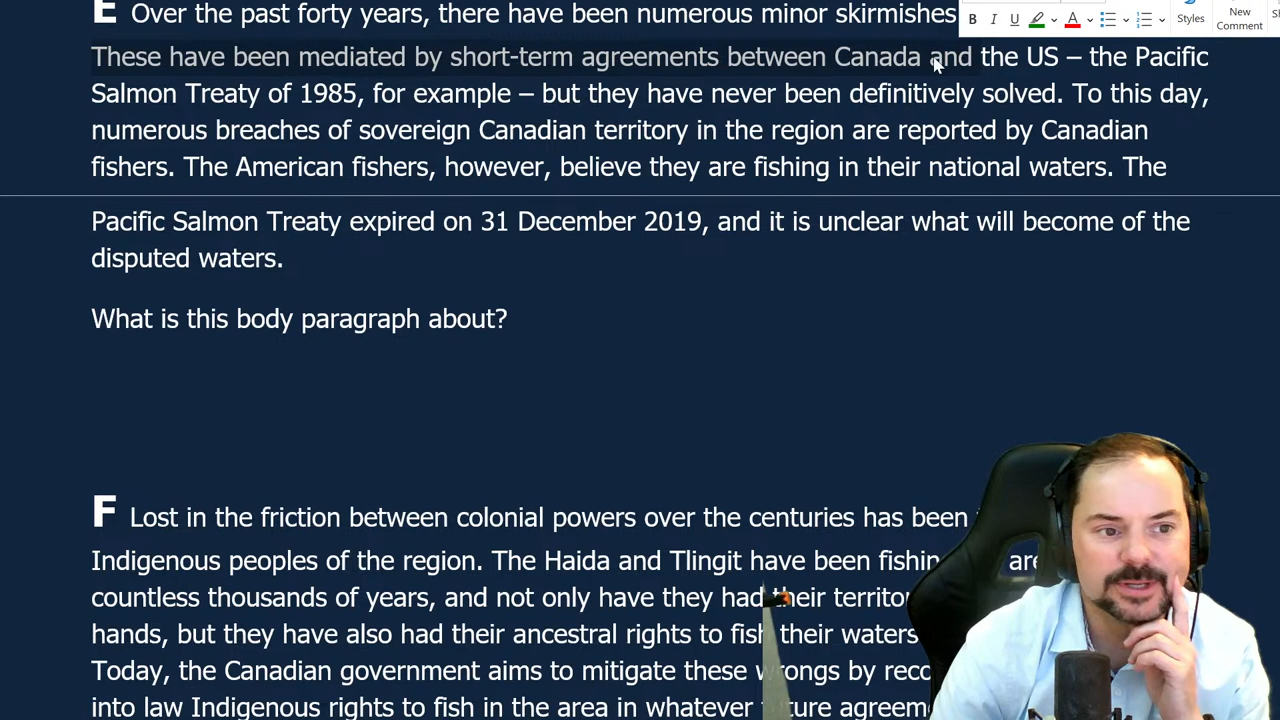 E Over the past forty years, there have been numerous minor skirmishes
B I U A Styles New Comment
These have been mediated by short-term agreements between Canada and the US – the Pacific
Salmon Treaty of 1985, for example – but they have never been definitively solved. To this day,
numerous breaches of sovereign Canadian territory in the region are reported by Canadian
fishers. The American fishers, however, believe they are fishing in their national waters. The
Pacific Salmon Treaty expired on 31 December 2019, and it is unclear what will become of the
disputed waters.
What is this body paragraph about?
F Lost in the friction between colonial powers over the centuries has been
Indigenous peoples of the region. The Haida and Tlingit have been
countless thousands of years, and not only have they had their
hands, but they have also had their ancestral rights to fish their waters
Today, the Canadian government aims to mitigate these wrongs by
into law Indigenous rights to fish in the area in whatever